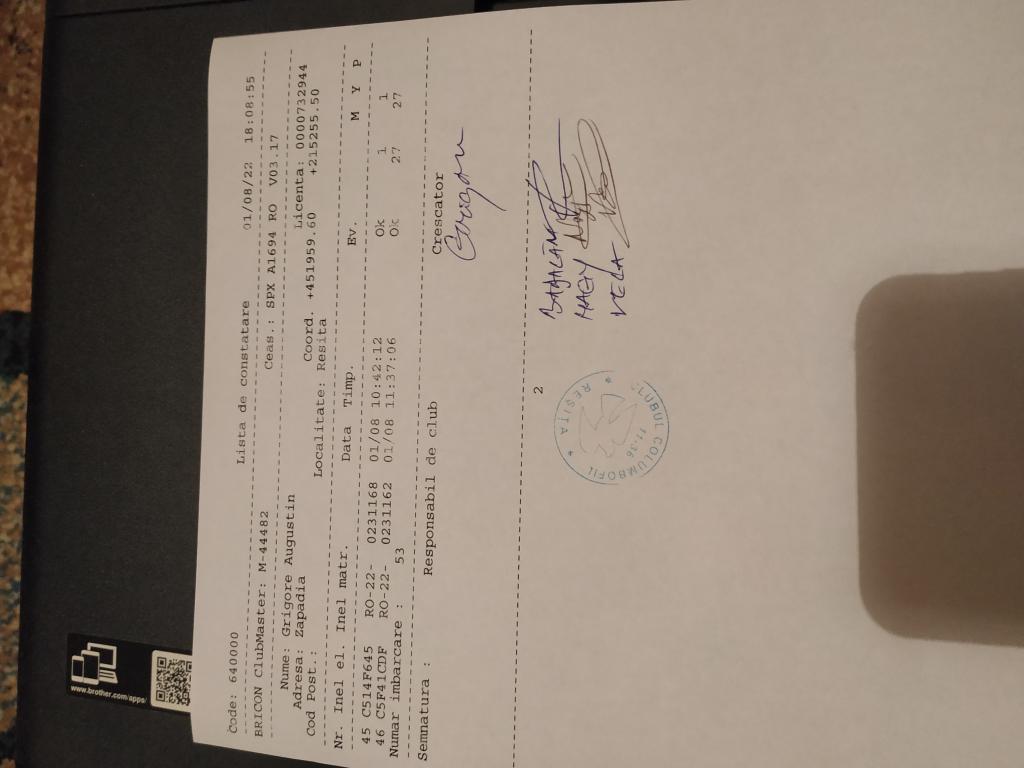 www.brother.com/apps
Code: 640000 Lista de constatare 01/08/22 18:08:55
BRICON ClubMaster: M-44482 Ceas.: SPX A1694 RO V03.17
Nume: Grigore Augustin Licenta: 0000732944
Adresa: Zapadia Coord. +451959.60 +215255.50
Cod Post.: Localitate: Resita
Nr. Inel el. Inel matr. Data Timp. Ev. M Y P
45 C514F645 RO-22- 0231168 01/08 10:42:12 Ok 1 1
46 C5F41CDF RO-22- 0231162 01/08 11:37:06 Ok 27 27
Numar imbarcare : 53
Semnatura : Responsabil de club Crescator
2
MAGY
VELA
CLUBUL COLUMBOFIL
* RESITA *